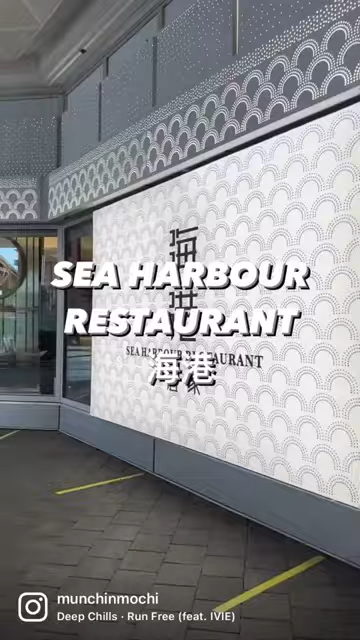 SEA HARBOUR
RESTAURANT
海港
SEA HARBOUR RESTAURANT
munchinmochi
Deep Chills · Run Free (feat. IVIE)